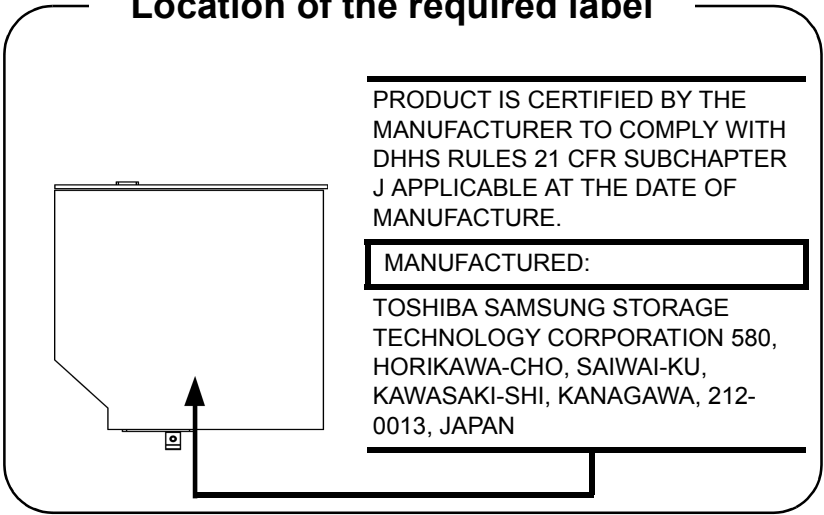 Location of the required label
PRODUCT IS CERTIFIED BY THE
MANUFACTURER TO COMPLY WITH
DHHS RULES 21 CFR SUBCHAPTER
J APPLICABLE AT THE DATE OF
MANUFACTURE.
MANUFACTURED:
TOSHIBA SAMSUNG STORAGE
TECHNOLOGY CORPORATION 580,
HORIKAWA-CHO, SAIWAI-KU,
KAWASAKI-SHI, KANAGAWA, 212-
0013, JAPAN